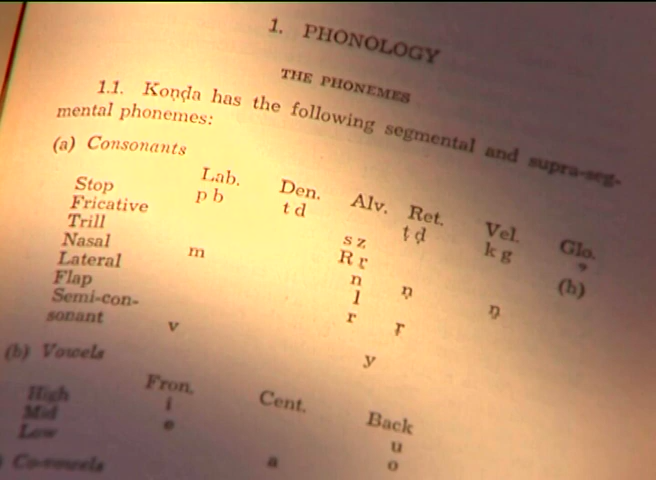 1. PHONOLOGY
THE PHONEMES
1.1. Koṇḍa has the following segmental and supra-seg-
mental phonemes:
(a) Consonants
Lab. Den. Alv. Ret. Vel. Glo.
Stop p b t d ṭ ḍ k g ʔ
Fricative s z (h)
Trill R ṛ
Nasal m n ṇ ŋ
Lateral l
Flap r ṛ
Semi-con-
sonant v y
(b) Vowels
Fron. Cent. Back
High i u
Mid e o
Low a
Co-vowels